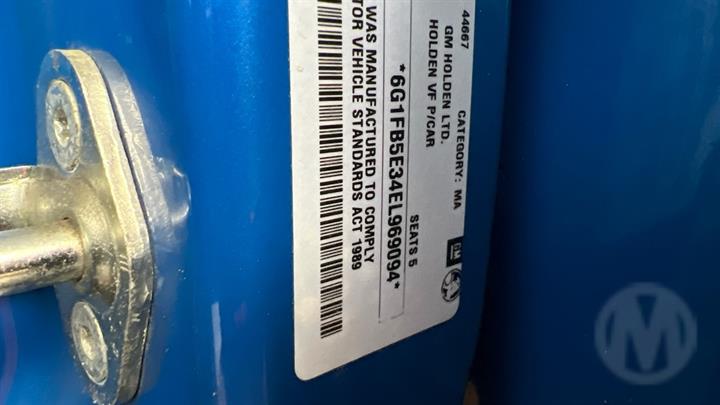 44667 CATEGORY: MA
GM HOLDEN LTD.
HOLDEN VF P/CAR
GM
SEATS 5
*6G1FB5E34EL969094*
WAS MANUFACTURED TO COMPLY
TOR VEHICLE STANDARDS ACT 1989
M